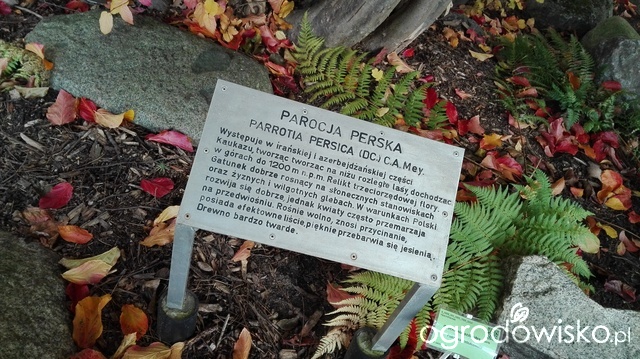 PAROCJA PERSKA
PARROTIA PERSICA (DC.) C.A. Mey.
Występuje w irańskiej i azerbejdżańskiej części
Kaukazu, tworząc tworząc na niżu rozległe lasy, dochodząc
w górach do 1200 m n. p. m. Relikt trzeciorzędowej flory
Gatunek dobrze rosnący na słonecznych stanowiskach
oraz żyznych i wilgotnych glebach. W warunkach Polski
rozwija się dobrze, jednak kwiaty często przemarzają
na przedwiośniu. Rośnie wolno, znosi przycinanie,
posiada efektowne liście, pięknie przebarwia się jesienią.
Drewno bardzo twarde.
ogrodowisko.pl